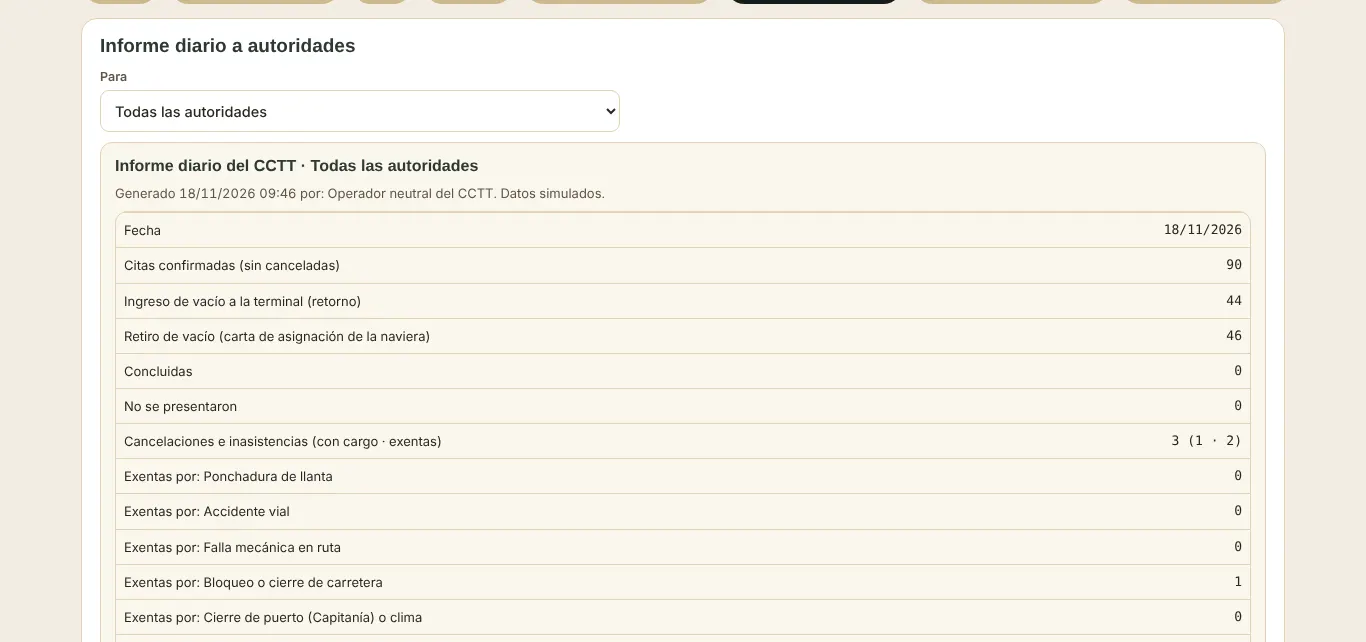 Informe diario a autoridades
Para
Todas las autoridades
Informe diario del CCTT · Todas las autoridades
Generado 18/11/2026 09:46 por: Operador neutral del CCTT. Datos simulados.
Fecha 18/11/2026
Citas confirmadas (sin canceladas) 90
Ingreso de vacío a la terminal (retorno) 44
Retiro de vacío (carta de asignación de la naviera) 46
Concluidas 0
No se presentaron 0
Cancelaciones e inasistencias (con cargo · exentas) 3 (1 · 2)
Exentas por: Ponchadura de llanta 0
Exentas por: Accidente vial 0
Exentas por: Falla mecánica en ruta 0
Exentas por: Bloqueo o cierre de carretera 1
Exentas por: Cierre de puerto (Capitanía) o clima 0